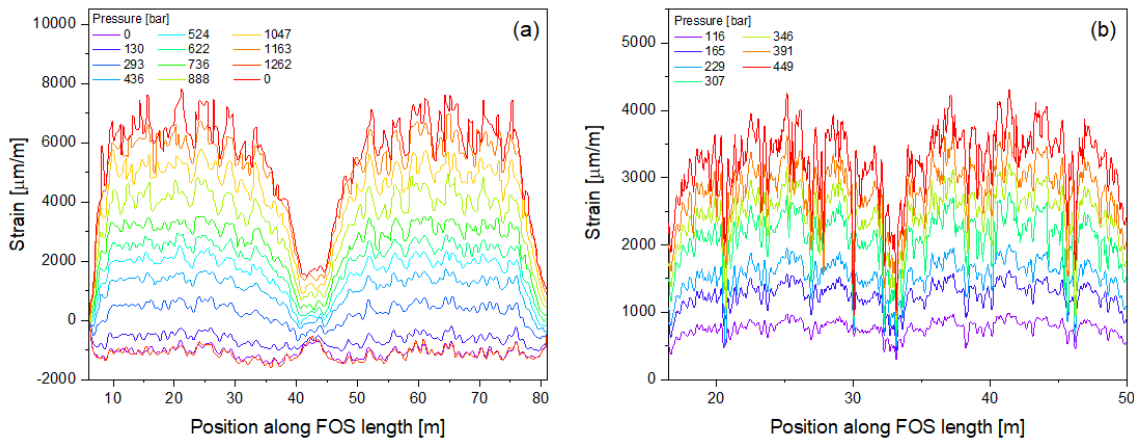 (a)
Pressure [bar]
0 524 1047
130 622 1163
293 736 1262
436 888 0
10000
8000
6000
4000
2000
0
-2000
Strain [μm/m]
10 20 30 40 50 60 70 80
Position along FOS length [m]
(b)
Pressure [bar]
116 346
165 391
229 449
307
5000
4000
3000
2000
1000
0
Strain [μm/m]
20 30 40 50
Position along FOS length [m]